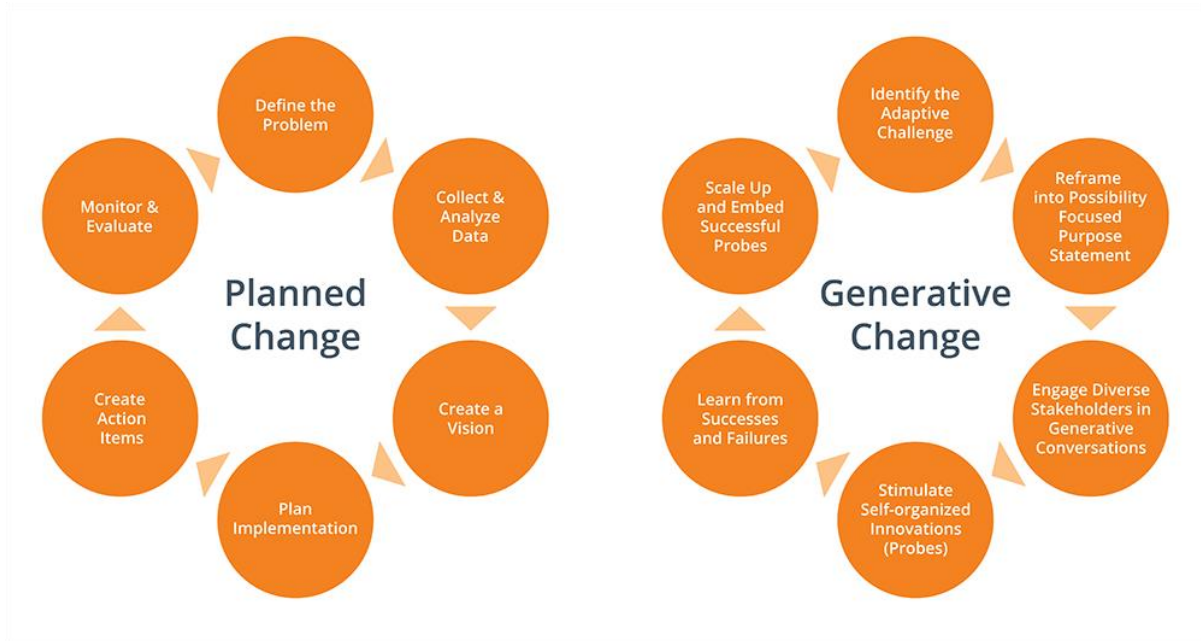 Planned
Change
Define the
Problem
Collect &
Analyze
Data
Create a
Vision
Plan
Implementation
Create
Action
Items
Monitor &
Evaluate
Generative
Change
Identify the
Adaptive
Challenge
Reframe
into Possibility
Focused
Purpose
Statement
Engage Diverse
Stakeholders in
Generative
Conversations
Stimulate
Self-organized
Innovations
(Probes)
Learn from
Successes
and Failures
Scale Up
and Embed
Successful
Probes